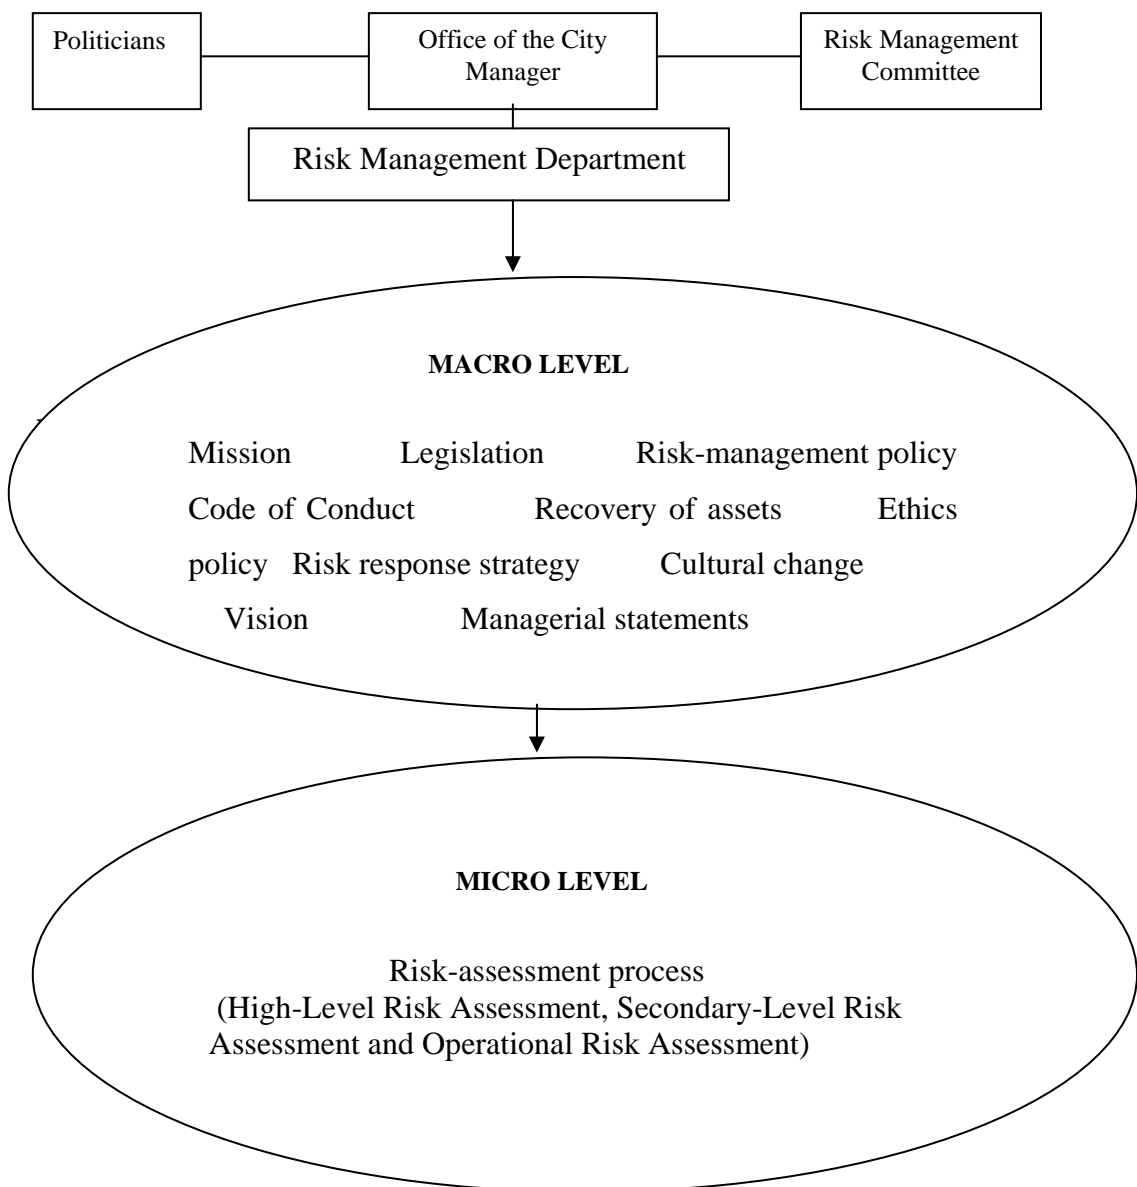 Politicians
Office of the City
Manager
Risk Management
Committee
Risk Management Department
MACRO LEVEL
Mission Legislation Risk-management policy
Code of Conduct Recovery of assets Ethics
policy Risk response strategy Cultural change
Vision Managerial statements
MICRO LEVEL
Risk-assessment process
(High-Level Risk Assessment, Secondary-Level Risk
Assessment and Operational Risk Assessment)